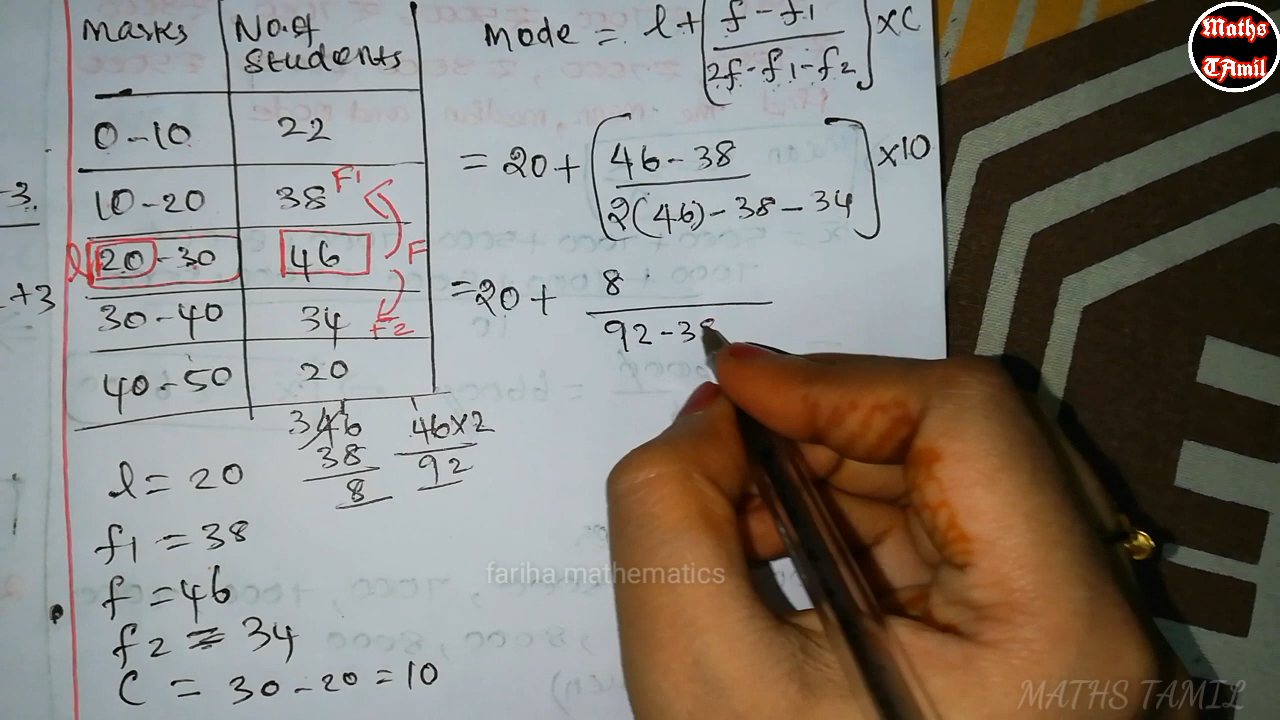 Marks No.of Students
0-10 22
10-20 38 F1
l 20-30 46 F
30-40 34 F2
40-50 20
346 46×2
38 92
8
l = 20
f1 = 38
f = 46
f2 = 34
C = 30-20 = 10
-3.
+3
Mode = l + [f-f1 / 2f-f1-f2] ×C
= 20 + [46-38 / 2(46)-38-34] ×10
= 20 + 8
92-38
fariha mathematics
Maths
TAmil
MATHS TAMIL